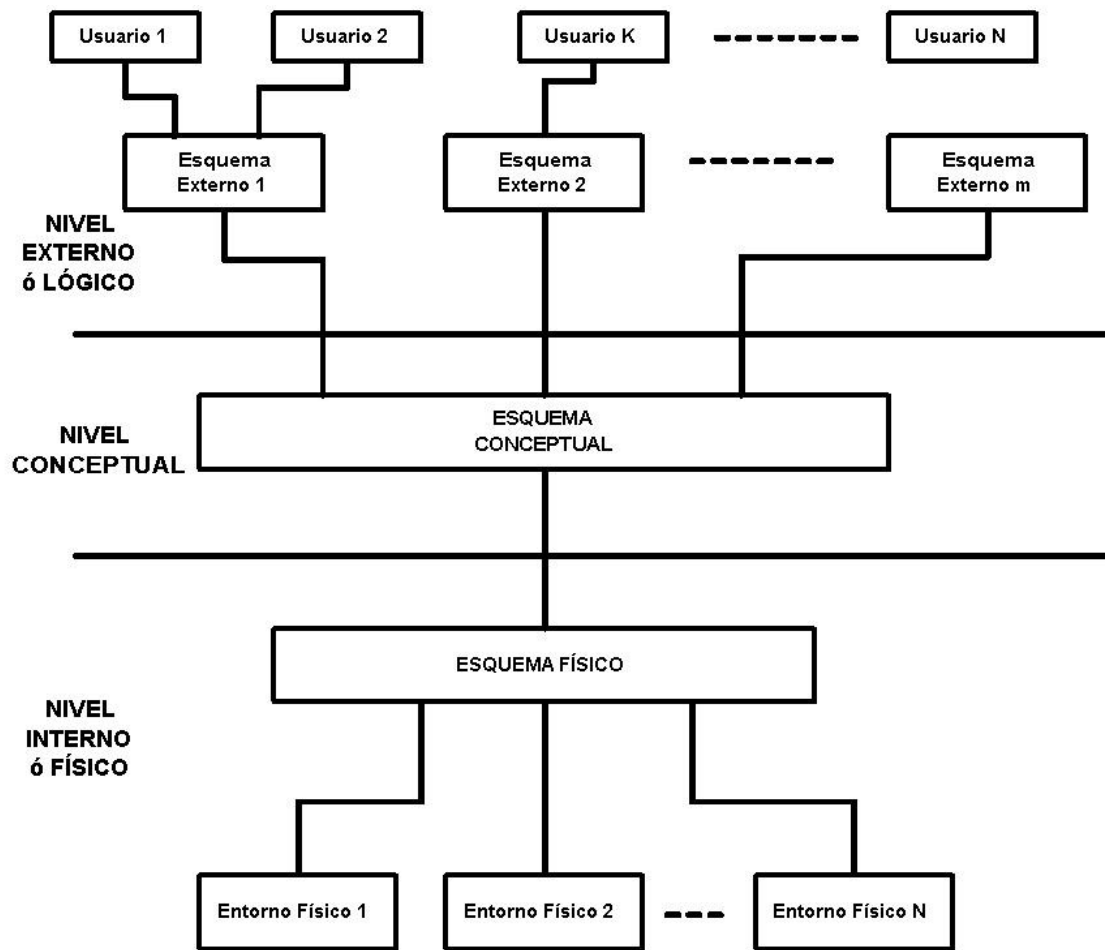 Usuario 1
Usuario 2
Usuario K
Usuario N
Esquema
Externo 1
Esquema
Externo 2
Esquema
Externo m
NIVEL
EXTERNO
ó LÓGICO
ESQUEMA
CONCEPTUAL
NIVEL
CONCEPTUAL
ESQUEMA FÍSICO
NIVEL
INTERNO
ó FÍSICO
Entorno Físico 1
Entorno Físico 2
Entorno Físico N